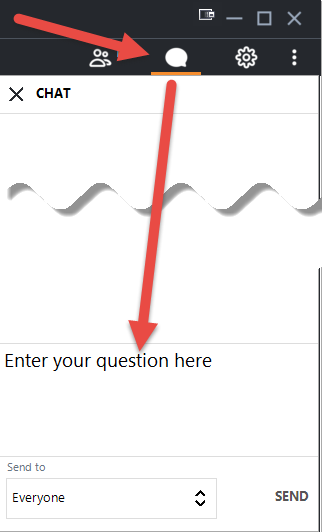 CHAT
Enter your question here
Send to
Everyone
SEND